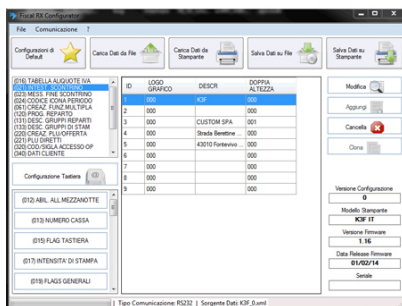 Fiscal RX Configurator
File Comunicazione ?
Configurazioni di Default
Carica Dati da File
Carica Dati da Stampante
Salva Dati su File
Salva Dati su Stampante
(016) TABELLA ALIQUOTE IVA
(021) INTEST. SCONTRINO
(023) MESS. FINE SCONTRINO
(024) CODICE ICONA PERIODO
(061) CREAZ. FUNZ.MULTIPLA
(120) PROG. REPARTO
(131) DESC. GRUPPI REPARTI
(133) DESC. GRUPPI DI STAM
(220) CREAZ. PLU/OFFERTA
(221) PLU DIRETTI
(320) COD/SIGLA ACCESSO OP
(340) DATI CLIENTE
Configurazione Tastiera
(012) ABIL. ALL.MEZZANOTTE
(013) NUMERO CASSA
(015) FLAG TASTIERA
(017) INTENSITA' DI STAMPA
(019) FLAGS GENERALI
ID LOGO GRAFICO DESCR DOPPIA ALTEZZA
1 000 K3F 000
2 000 000
3 000 CUSTOM SPA 000
4 000 Strada Berettine ... 000
5 000 43010 Fontevivo ... 000
6 000 000
7 000 000
8 000 000
9 000 000
Modifica
Aggiungi
Cancella
Clona
Versione Configurazione
0
Modello Stampante
K3F IT
Versione Firmware
1.16
Data Release Firmware
01/02/14
Seriale
| Tipo Comunicazione: RS232 | Sorgente Dati: K3F_0.xml